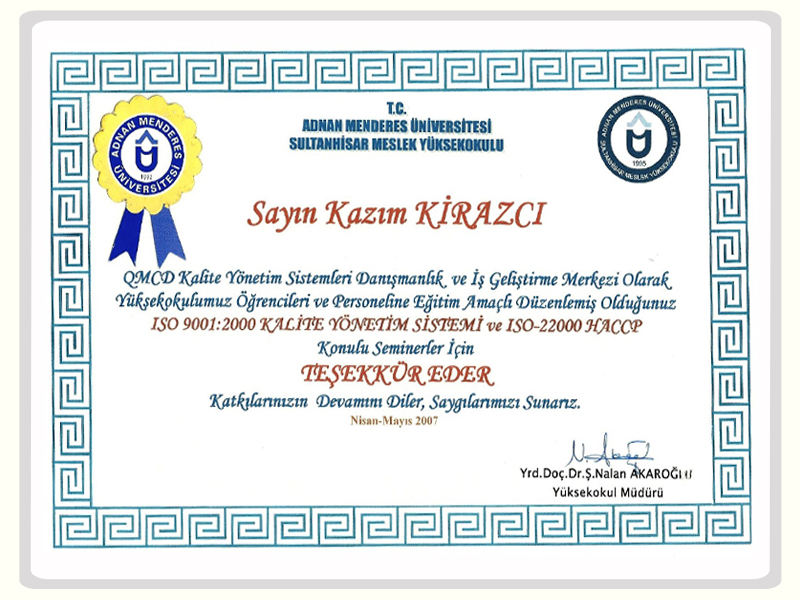 T.C.
ADNAN MENDERES ÜNİVERSİTESİ
SULTANHİSAR MESLEK YÜKSEKOKULU
ADNAN MENDERES
1992
ÜNİVERSİTESİ
ADNAN MENDERES ÜNİVERSİTESİ
1995
SULTANHİSAR MESLEK YÜKSEKOKULU
Sayın Kazım KİRAZCI
QMCD Kalite Yönetim Sistemleri Danışmanlık ve İş Geliştirme Merkezi Olarak
Yüksekokulumuz Öğrencileri ve Personeline Eğitim Amaçlı Düzenlemiş Olduğunuz
ISO 9001:2000 KALİTE YÖNETİM SİSTEMİ ve ISO-22000 HACCP
Konulu Seminerler İçin
TEŞEKKÜR EDER
Katkılarınızın Devamını Diler, Saygılarımızı Sunarız.
Nisan-Mayıs 2007
Yrd.Doç.Dr.Ş.Nalan AKAROĞLU
Yüksekokul Müdürü